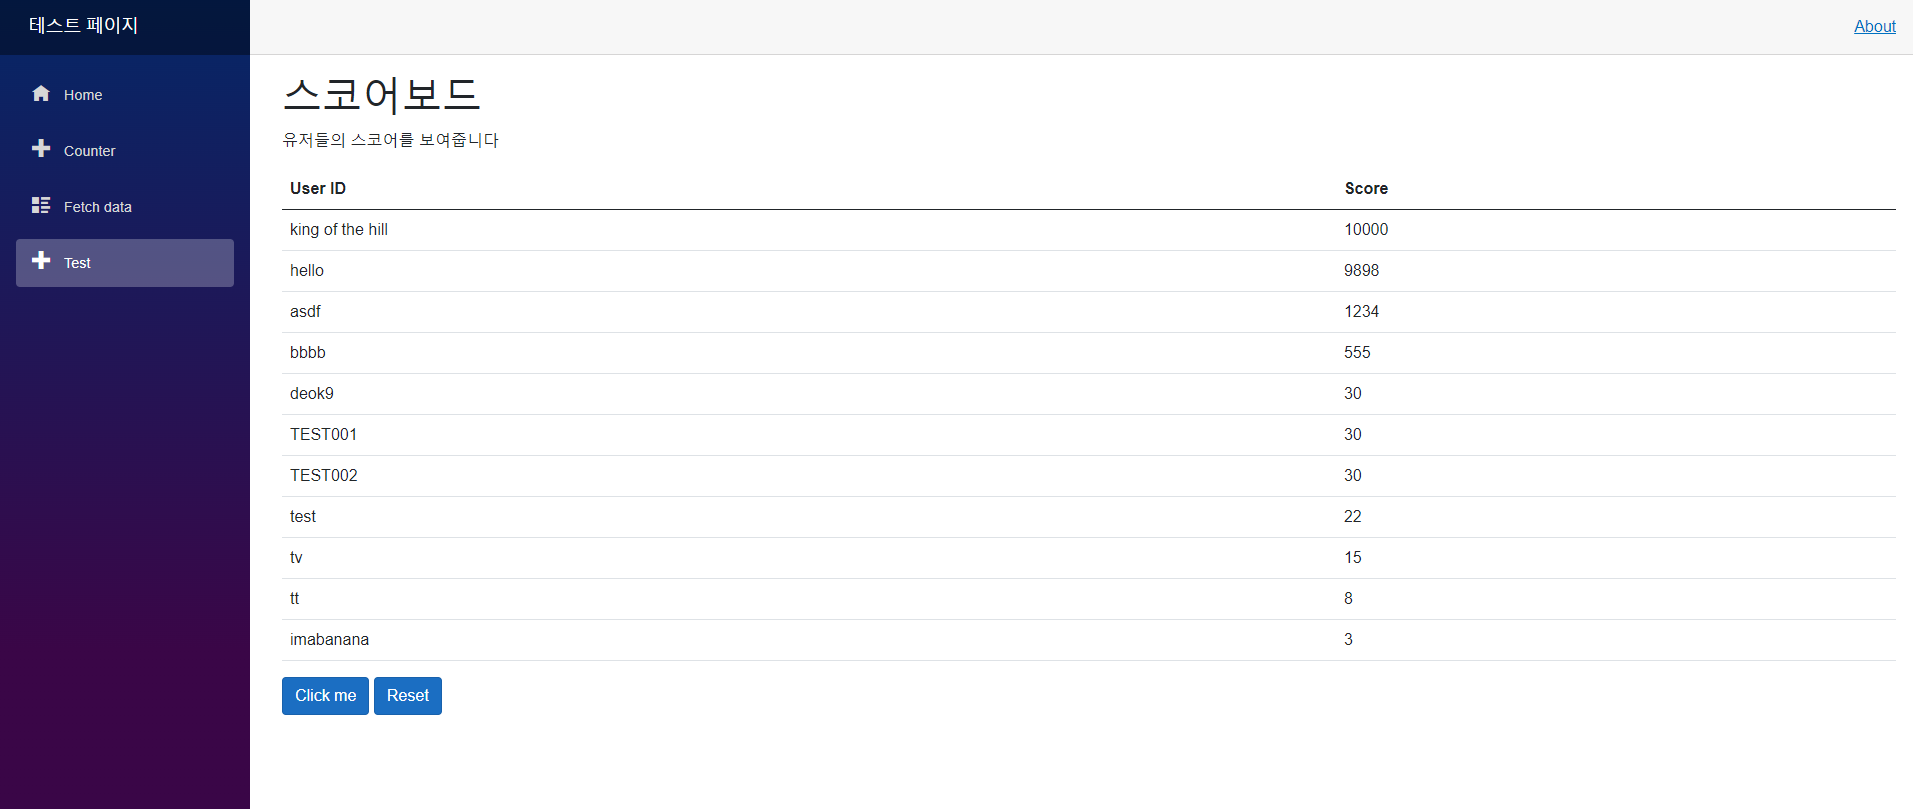 테스트 페이지
About
Home
Counter
Fetch data
Test
스코어보드
유저들의 스코어를 보여줍니다
User ID Score
king of the hill 10000
hello 9898
asdf 1234
bbbb 555
deok9 30
TEST001 30
TEST002 30
test 22
tv 15
tt 8
imabanana 3
Click me Reset